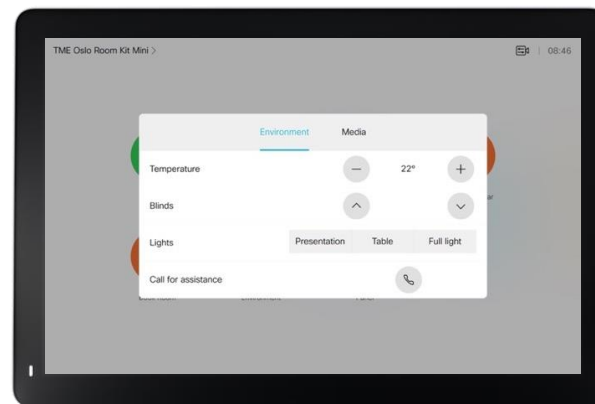 TME Oslo Room Kit Mini >
08:46
Environment Media
Temperature 22°
Blinds
Lights Presentation Table Full light
Call for assistance